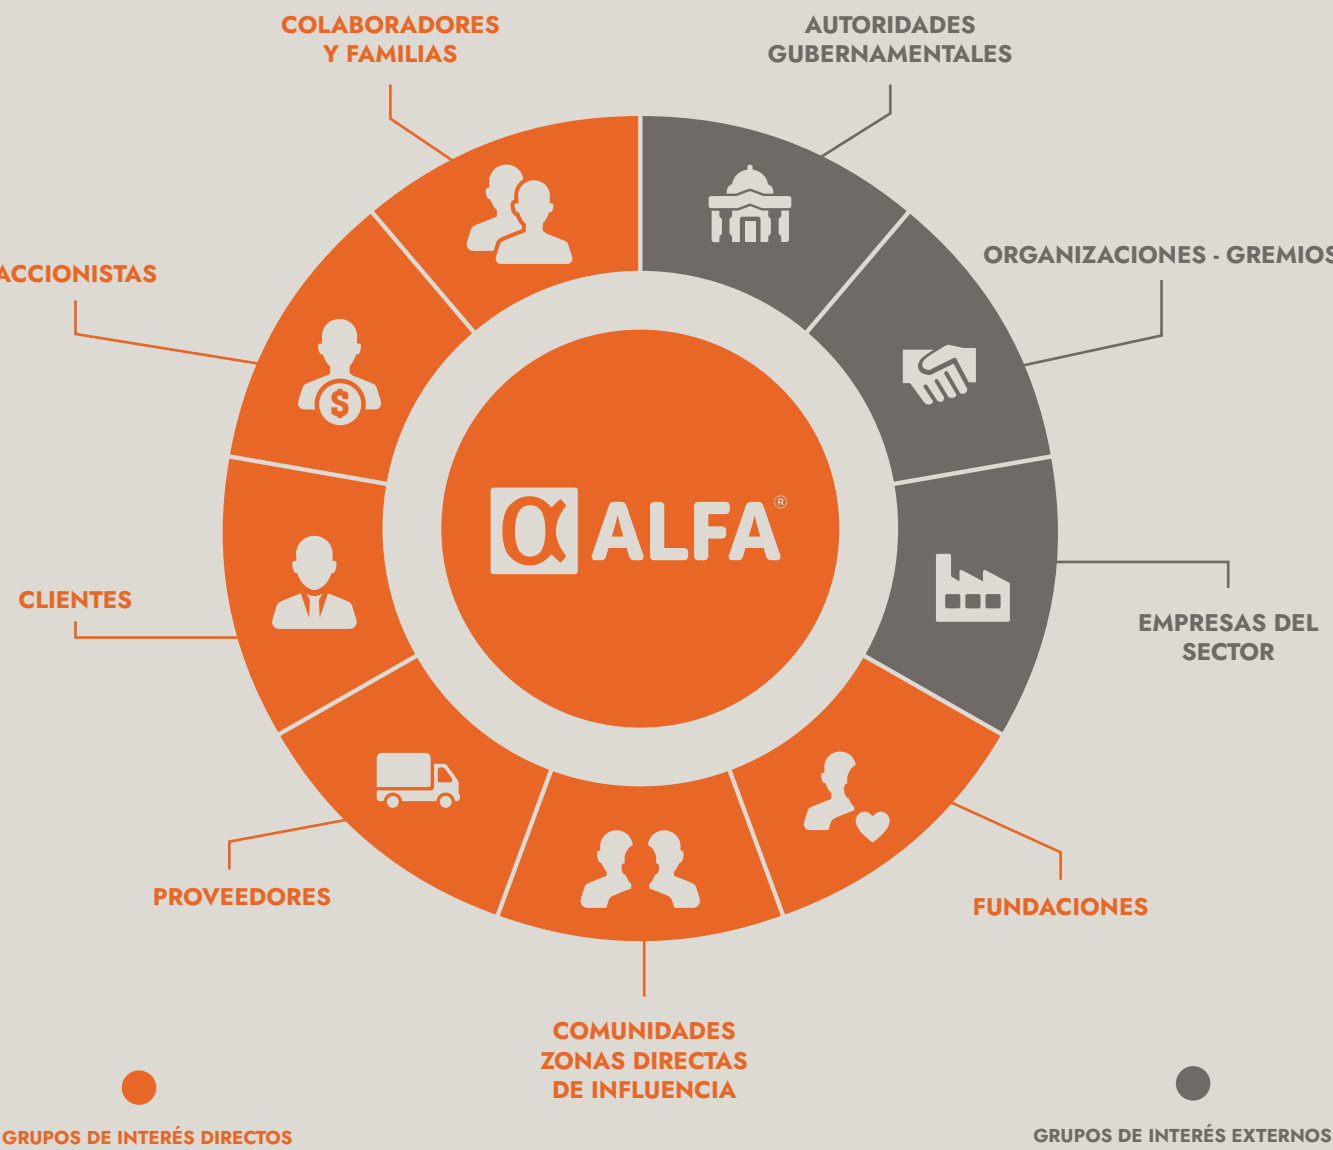 COLABORADORES
Y FAMILIAS
AUTORIDADES
GUBERNAMENTALES
ACCIONISTAS
ORGANIZACIONES - GREMIOS
$
α ALFA®
CLIENTES
EMPRESAS DEL
SECTOR
PROVEEDORES
FUNDACIONES
COMUNIDADES
ZONAS DIRECTAS
DE INFLUENCIA
GRUPOS DE INTERÉS DIRECTOS
GRUPOS DE INTERÉS EXTERNOS